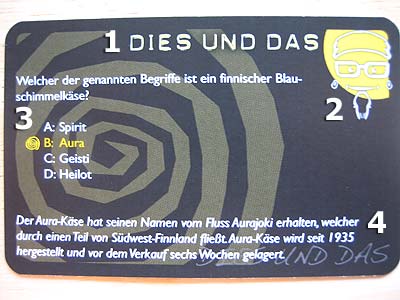 1 DIES UND DAS
Welcher der genannten Begriffe ist ein finnischer Blau-
schimmelkäse?
2
3
A: Spirit
B: Aura
C: Geisti
D: Heilot
4
Der Aura-Käse hat seinen Namen vom Fluss Aurajoki erhalten, welcher
durch einen Teil von Südwest-Finnland fließt. Aura-Käse wird seit 1935
hergestellt und vor dem Verkauf sechs Wochen gelagert.
DIES UND DAS